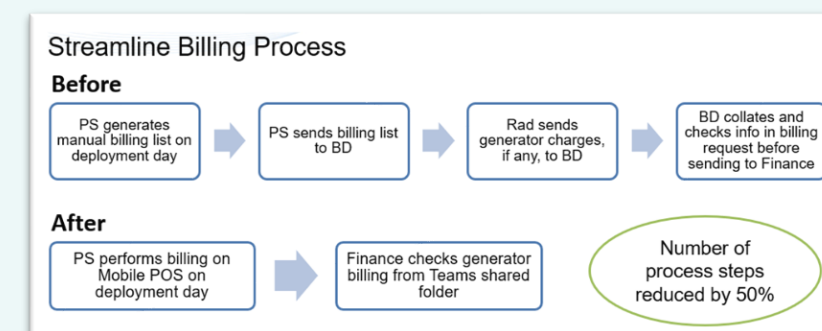 Streamline Billing Process
Before
PS generates
manual billing list on
deployment day
PS sends billing list
to BD
Rad sends
generator charges,
if any, to BD
BD collates and
checks info in billing
request before
sending to Finance
After
PS performs billing on
Mobile POS on
deployment day
Finance checks generator
billing from Teams shared
folder
Number of
process steps
reduced by 50%